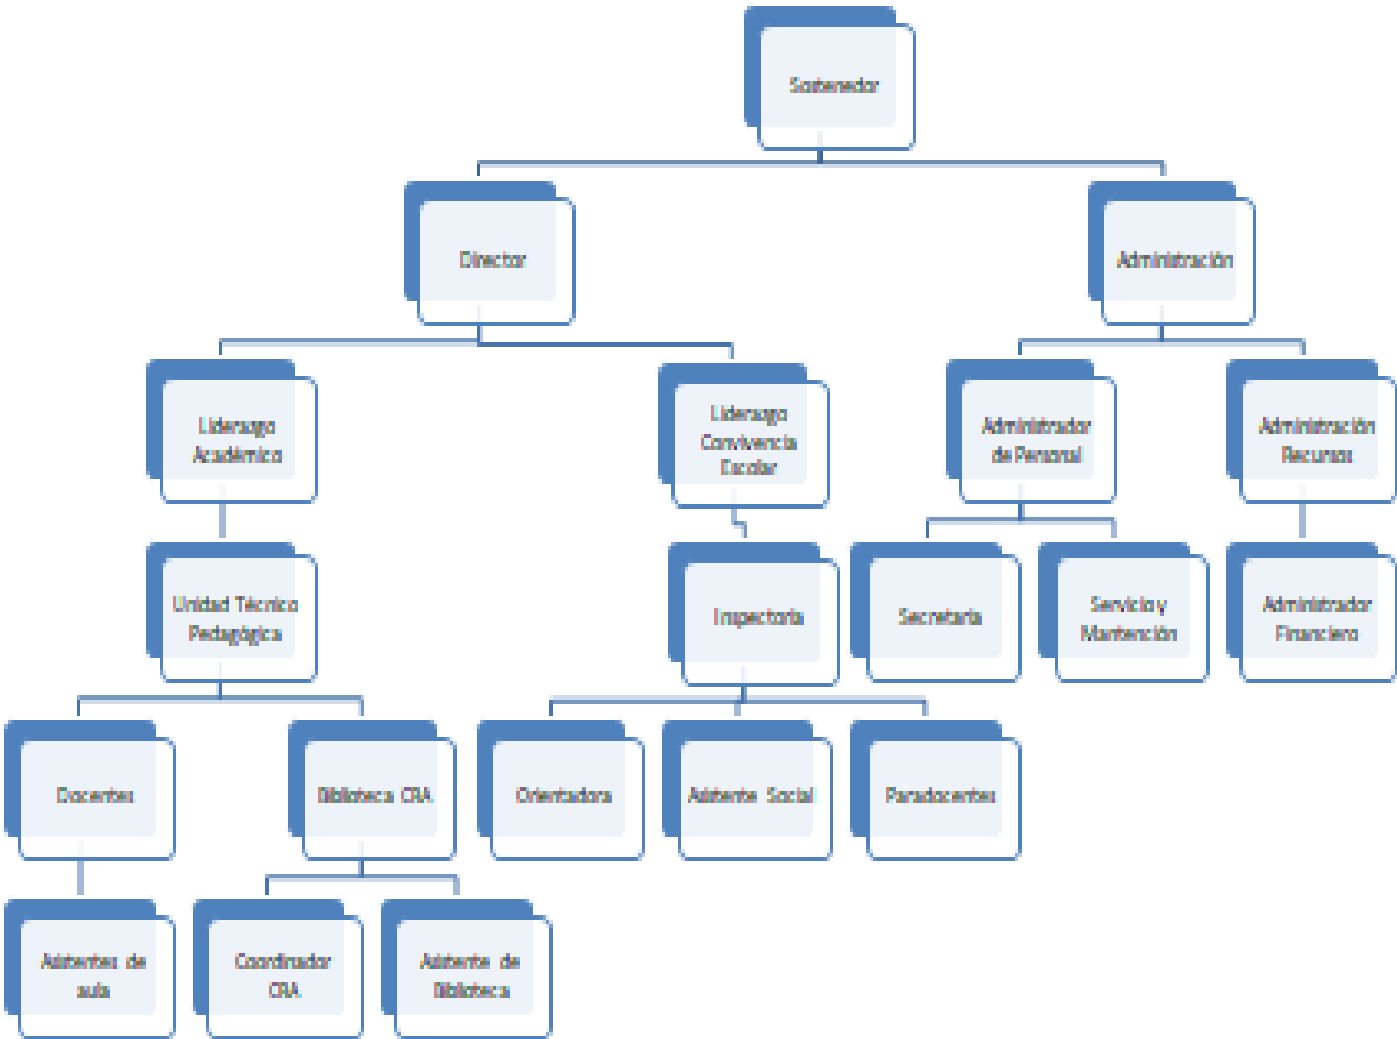 Sostenedor
Director
Administración
Liderazgo
Académico
Liderazgo
Convivencia
Escolar
Administrador
de Personal
Administración
Recursos
Unidad Técnico
Pedagógica
Inspectoría
Secretaría
Servicio y
Mantención
Administrador
Financiero
Docentes
Biblioteca CRA
Orientadora
Asistente Social
Paradocentes
Asistentes de
aula
Coordinador
CRA
Asistente de
Biblioteca